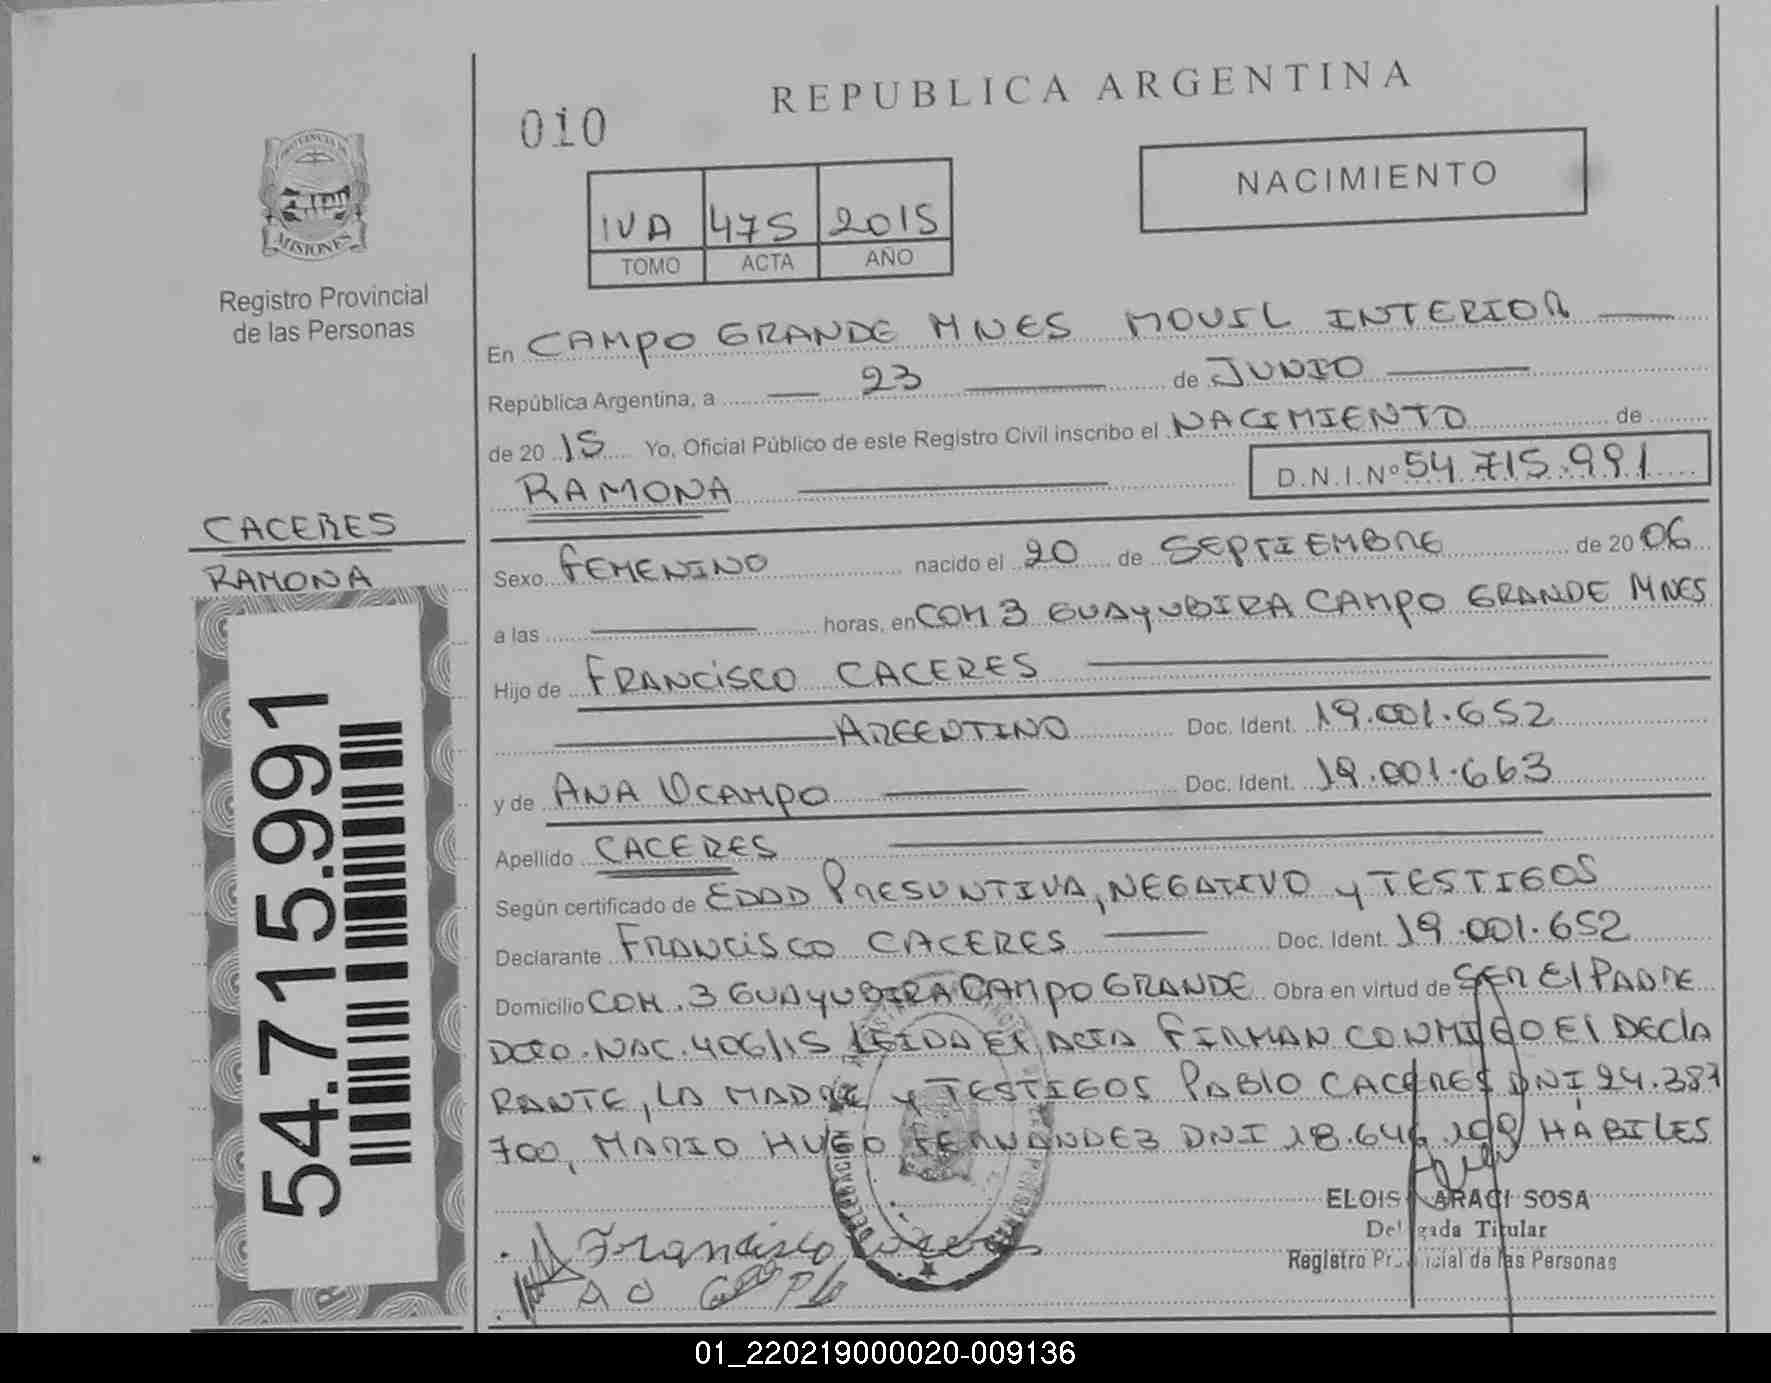 REPUBLICA ARGENTINA
010
NACIMIENTO
PROVINCIA DE
MISIONES
IVA 475 2015
TOMO ACTA AÑO
Registro Provincial
de las Personas
En CAMPO GRANDE MNES MOVIL INTERIOR
República Argentina, a 23 de JUNIO
de 20 15 Yo, Oficial Público de este Registro Civil inscribo el NACIMIENTO de
RAMONA D.N.I. Nº 54.715.991
CACERES
RAMONA
54.715.991
Sexo FEMENINO nacido el 20 de SEPTIEMBRE de 20 06
a las horas, en COM 3 GUAYUBIRA CAMPO GRANDE MNES
Hijo de FRANCISCO CACERES
ARGENTINO Doc. Ident. 19.001.652
y de ANA OCAMPO Doc. Ident. 19.001.663
Apellido CACERES
Según certificado de EDAD PRESUNTIVA, NEGATIVO y TESTIGOS
Declarante FRANCISCO CACERES Doc. Ident. 19.001.652
Domicilio COM. 3 GUAYUBIRA CAMPO GRANDE Obra en virtud de SER El PADRE
DCTO. NAC. 406/15 LEIDA El ACTA FIRMAN CONMIGO El DECLA
RANTE, LA MADRE y TESTIGOS PABLO CACERES DNI 24.387
700, MARIO HUGO FERNANDEZ DNI 18.646.109 HABILES
ELOISA ARACI SOSA
Delegada Titular
Registro Provincial de las Personas
Francisco Caceres
A O
DELEGACION
01_220219000020-009136